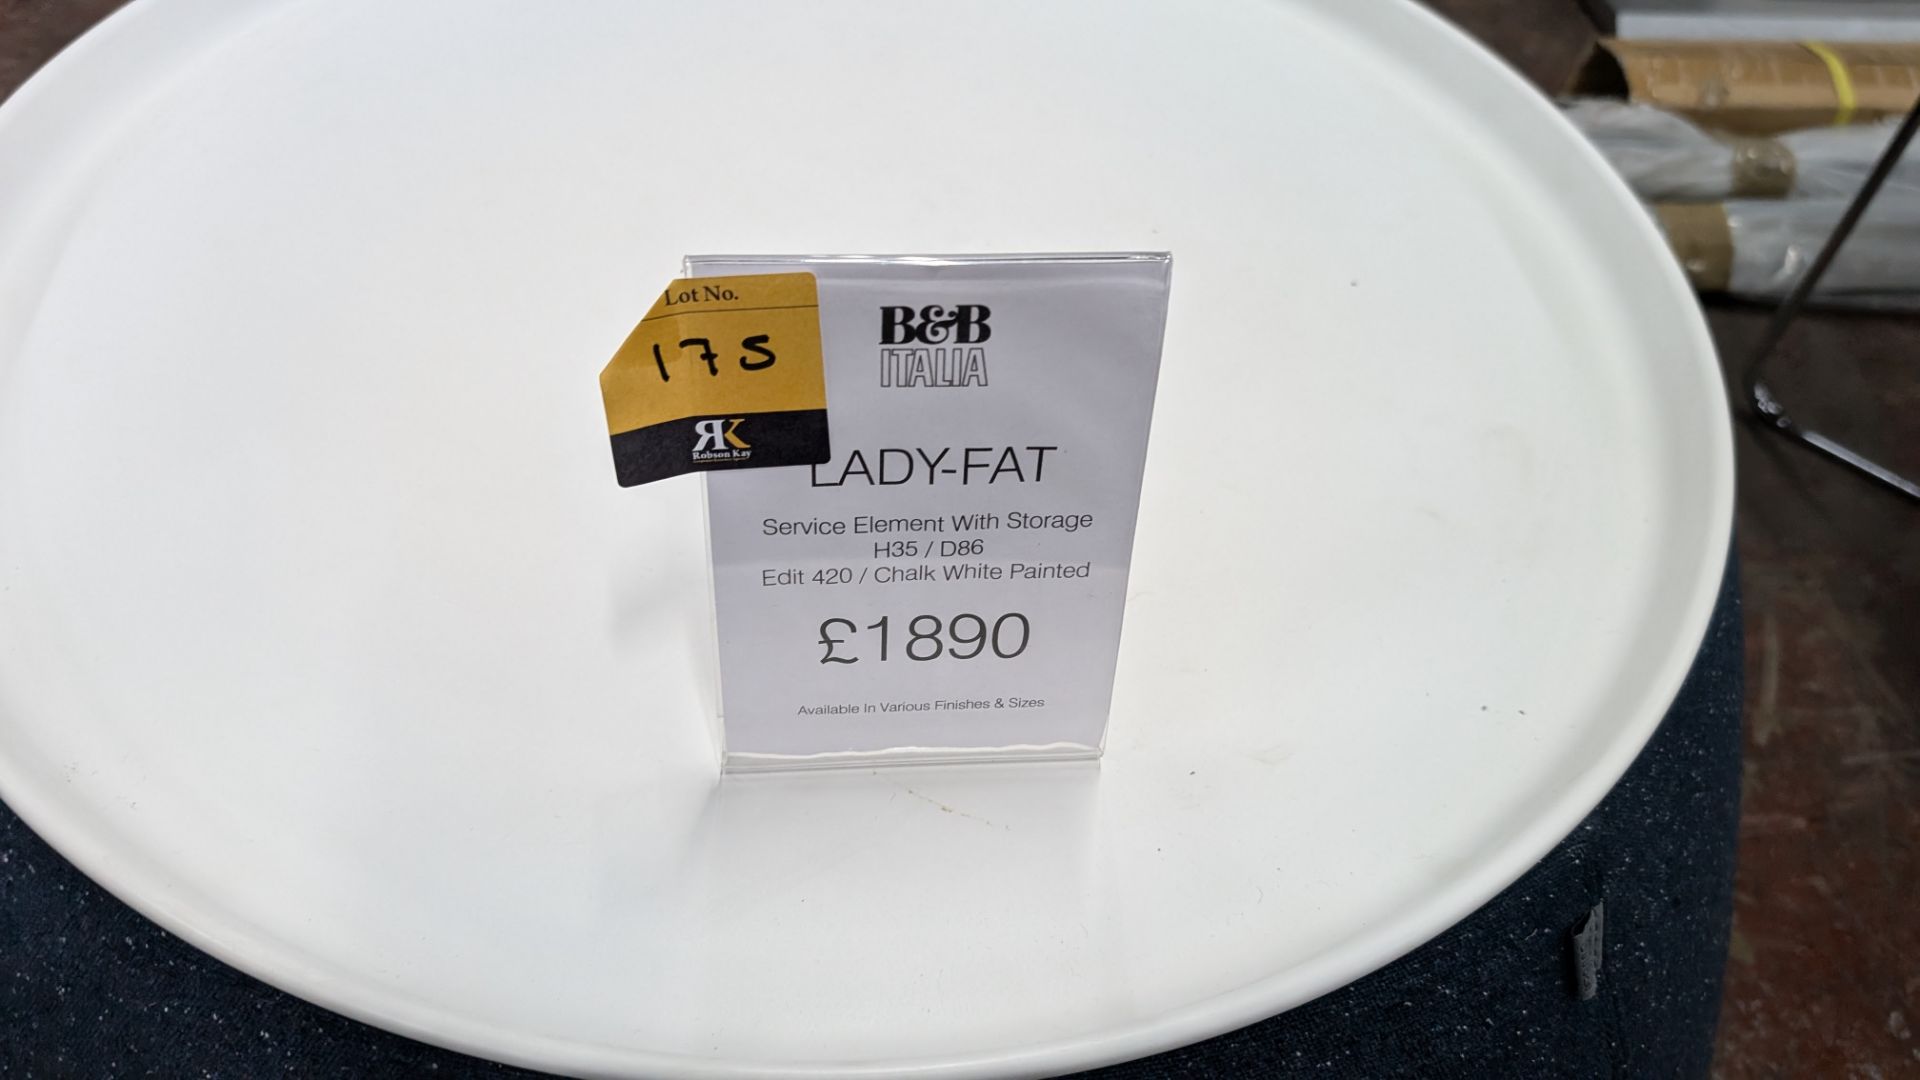 Lot No.
175
RK
Robson Kay
B&B
ITALIA
LADY-FAT
Service Element With Storage
H35 / D86
Edit 420 / Chalk White Painted
£1890
Available In Various Finishes & Sizes